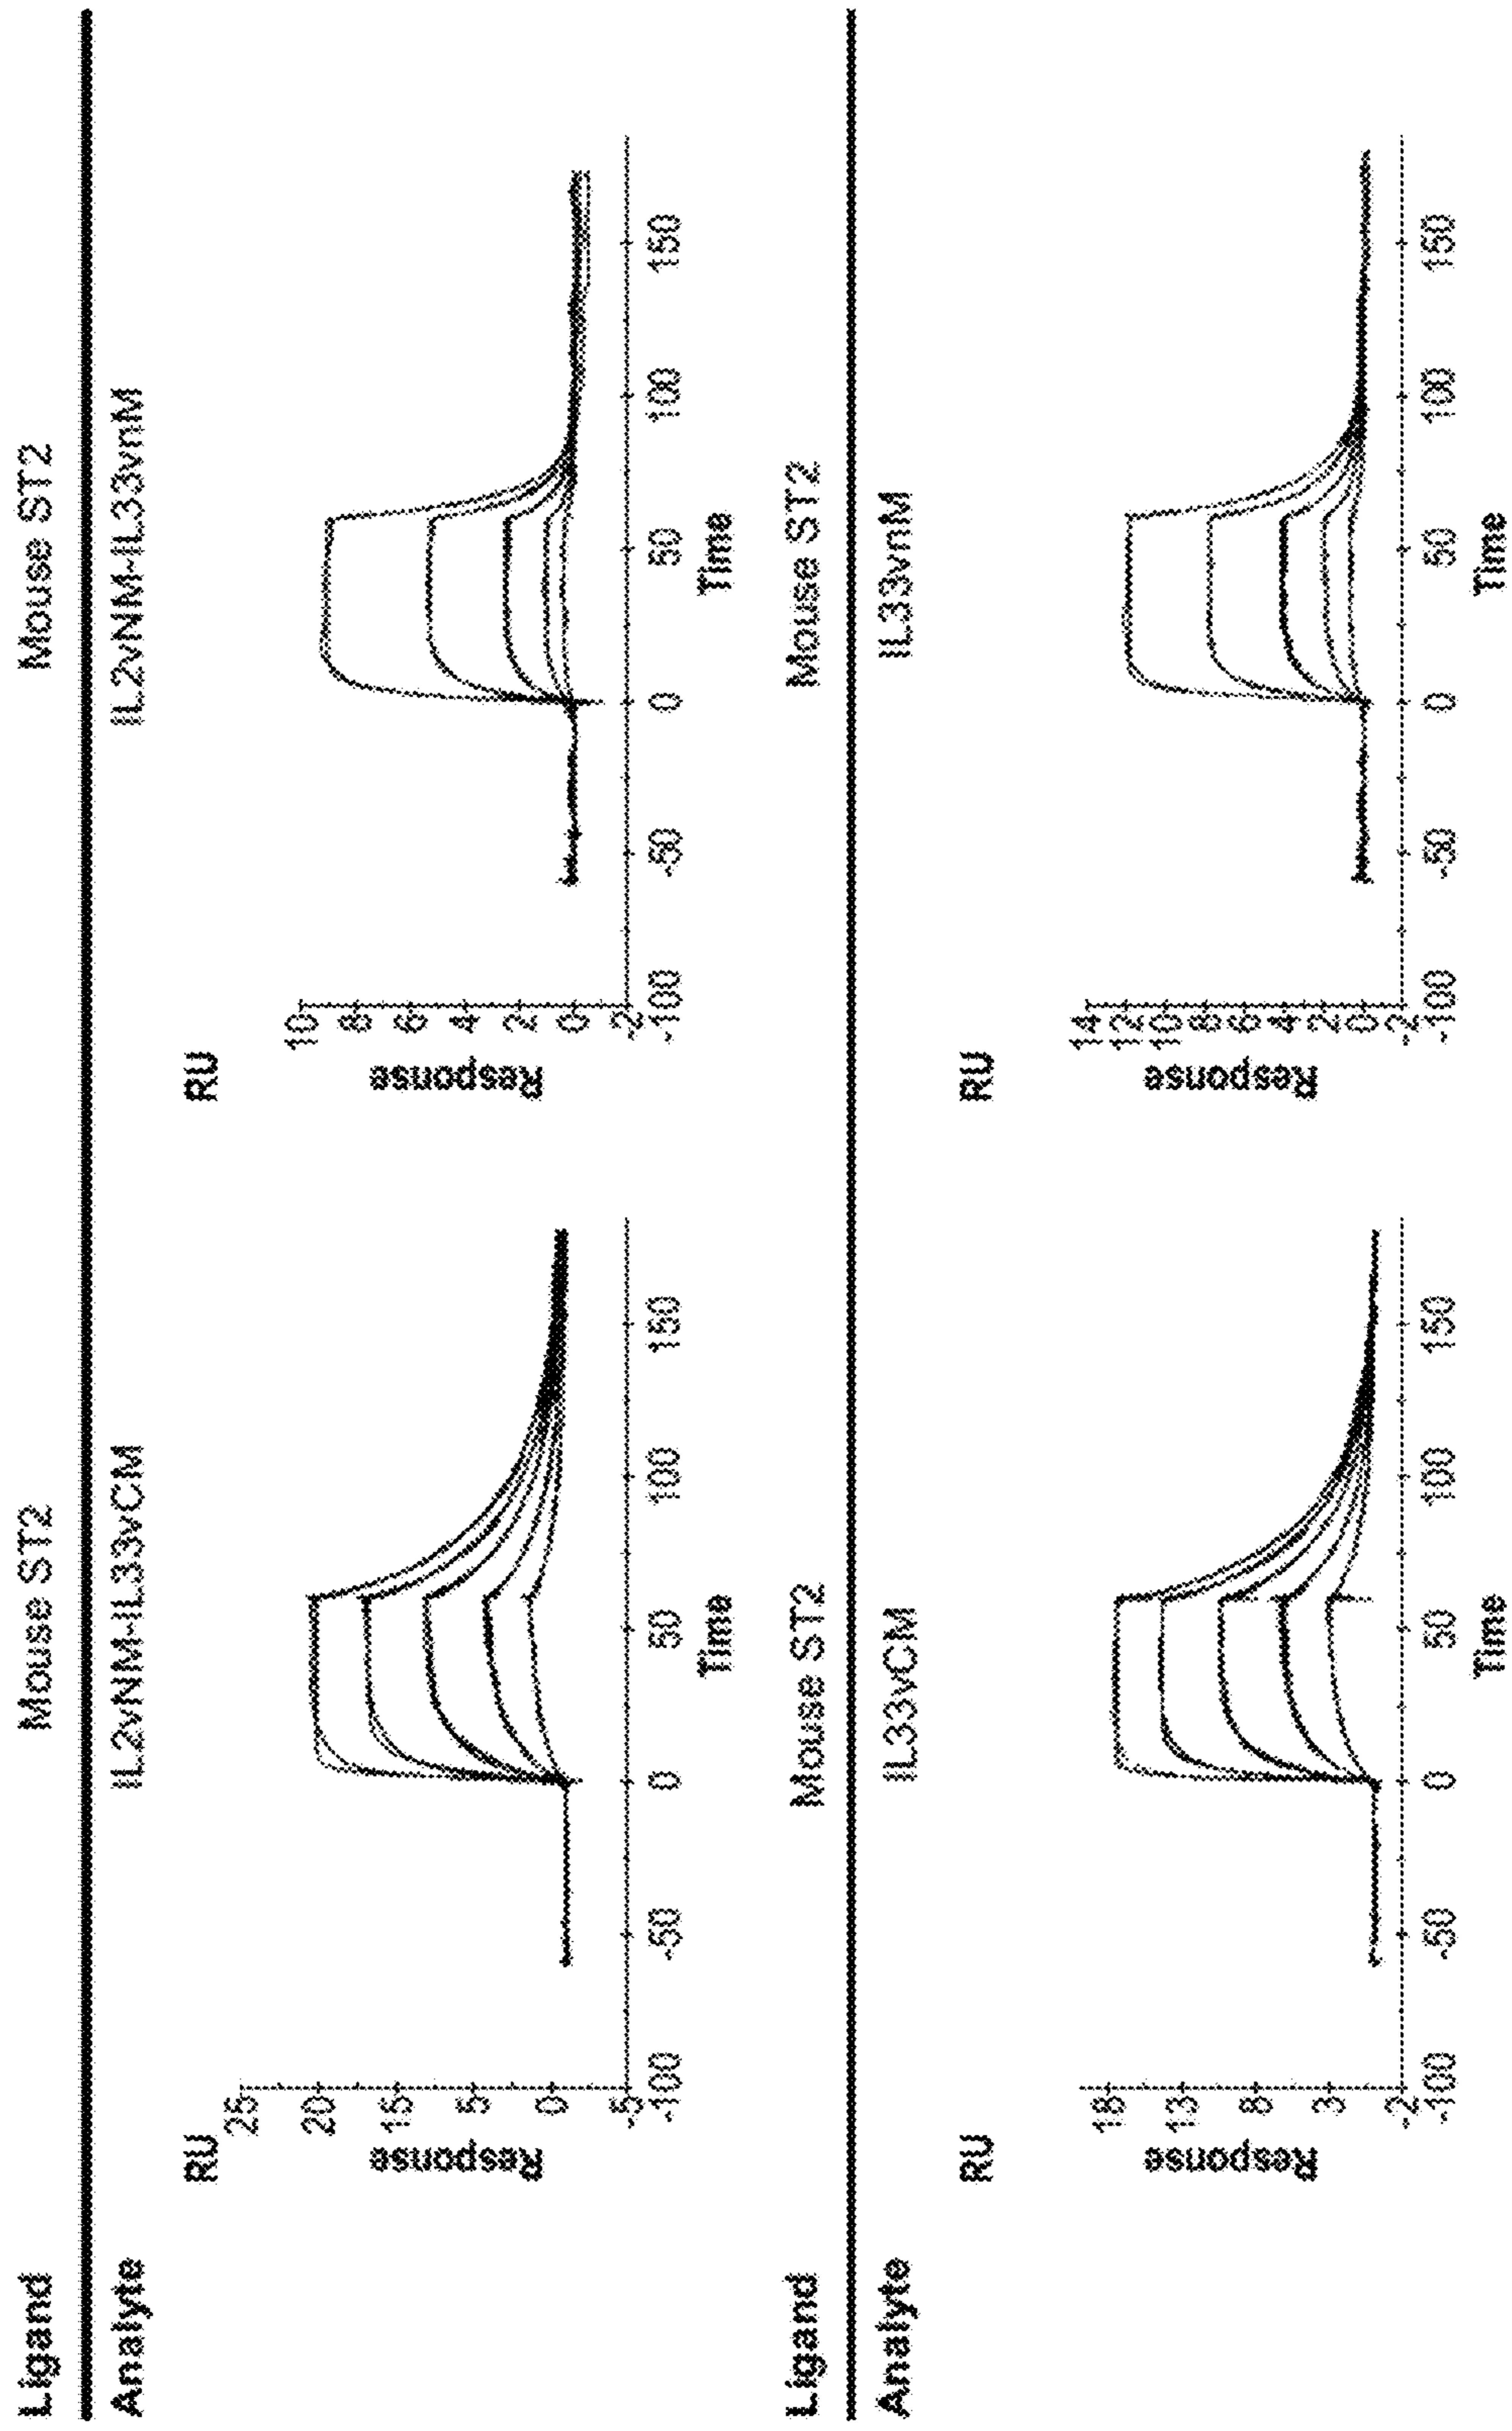 Ligand Mouse ST2 Mouse ST2
Analyte IL2vNM-IL33vCM IL2vNM-IL33vnM
RU
Response
25
20
15
5
0
-5
-100 -50 0 50 100 150
Time
RU
Response
10
8
6
4
2
0
-2
-100 -50 0 50 100 150
Time
Ligand Mouse ST2 Mouse ST2
Analyte IL33vCM IL33vnM
RU
Response
18
13
8
3
-2
-100 -50 0 50 100 150
Time
RU
Response
14
12
10
8
6
4
2
0
-2
-100 -50 0 50 100 150
Time